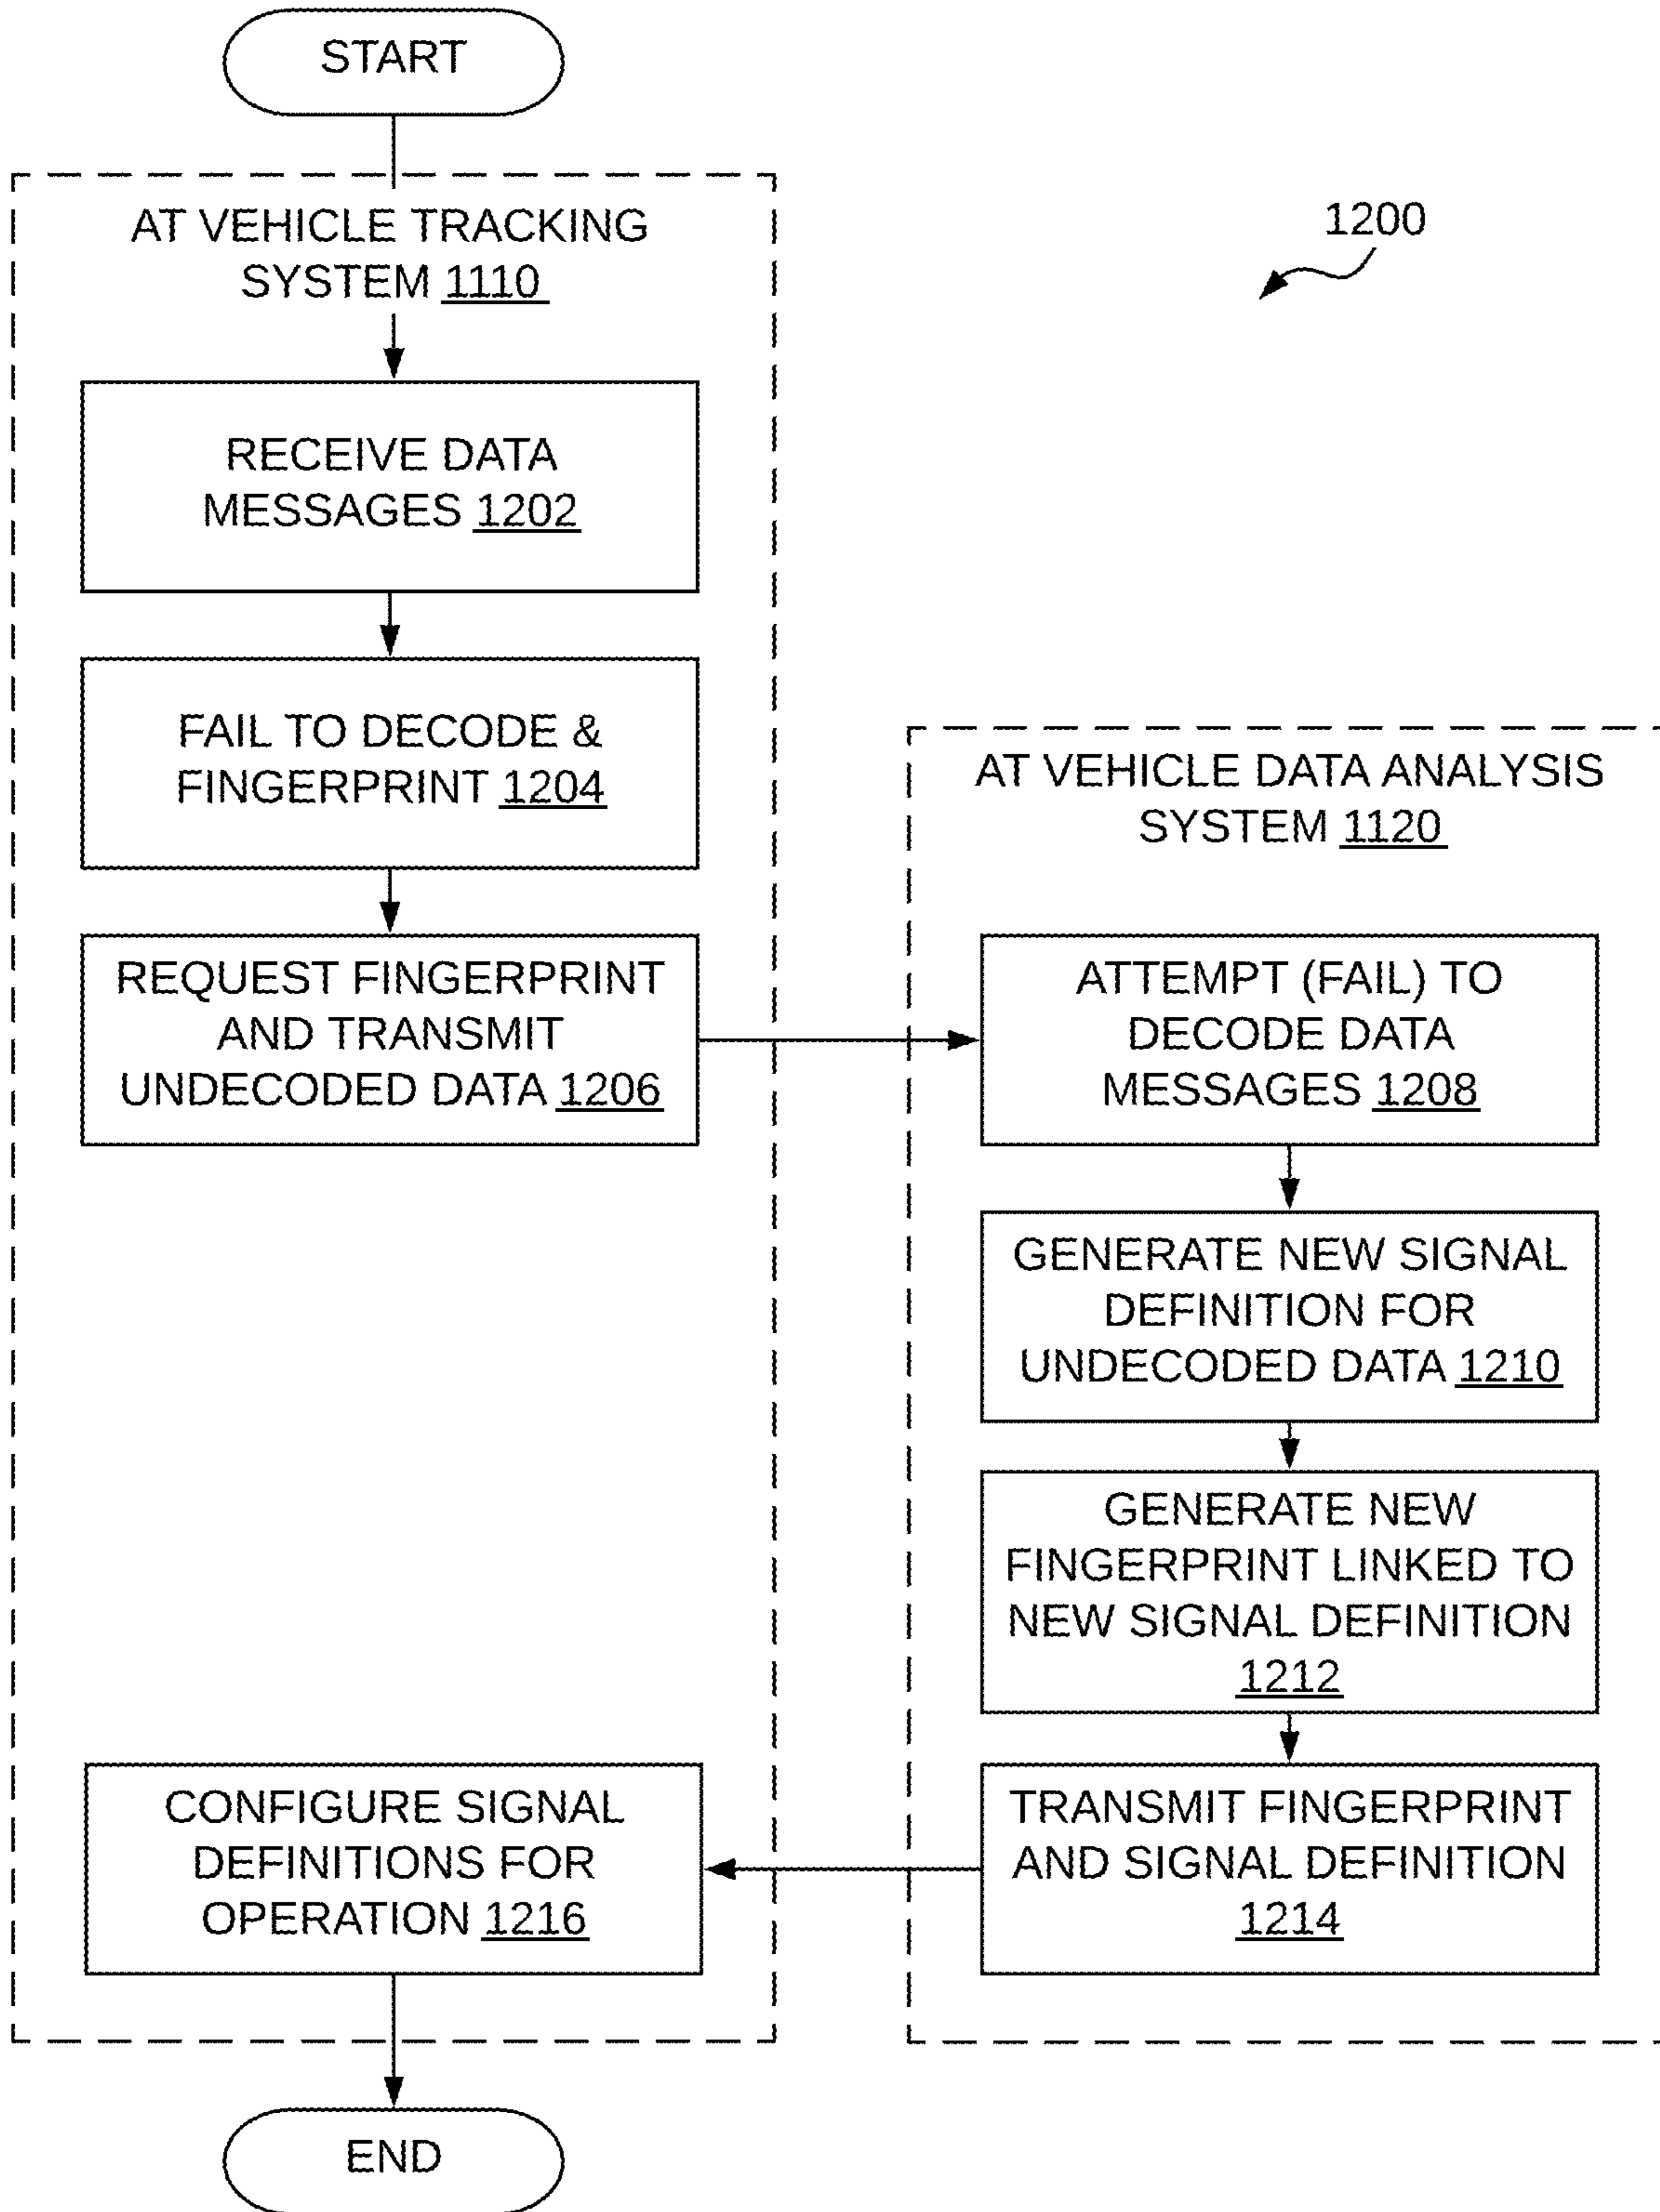 START
AT VEHICLE TRACKING
SYSTEM 1110
1200
RECEIVE DATA
MESSAGES 1202
FAIL TO DECODE &
FINGERPRINT 1204
REQUEST FINGERPRINT
AND TRANSMIT
UNDECODED DATA 1206
AT VEHICLE DATA ANALYSIS
SYSTEM 1120
ATTEMPT (FAIL) TO
DECODE DATA
MESSAGES 1208
GENERATE NEW SIGNAL
DEFINITION FOR
UNDECODED DATA 1210
GENERATE NEW
FINGERPRINT LINKED TO
NEW SIGNAL DEFINITION
1212
TRANSMIT FINGERPRINT
AND SIGNAL DEFINITION
1214
CONFIGURE SIGNAL
DEFINITIONS FOR
OPERATION 1216
END